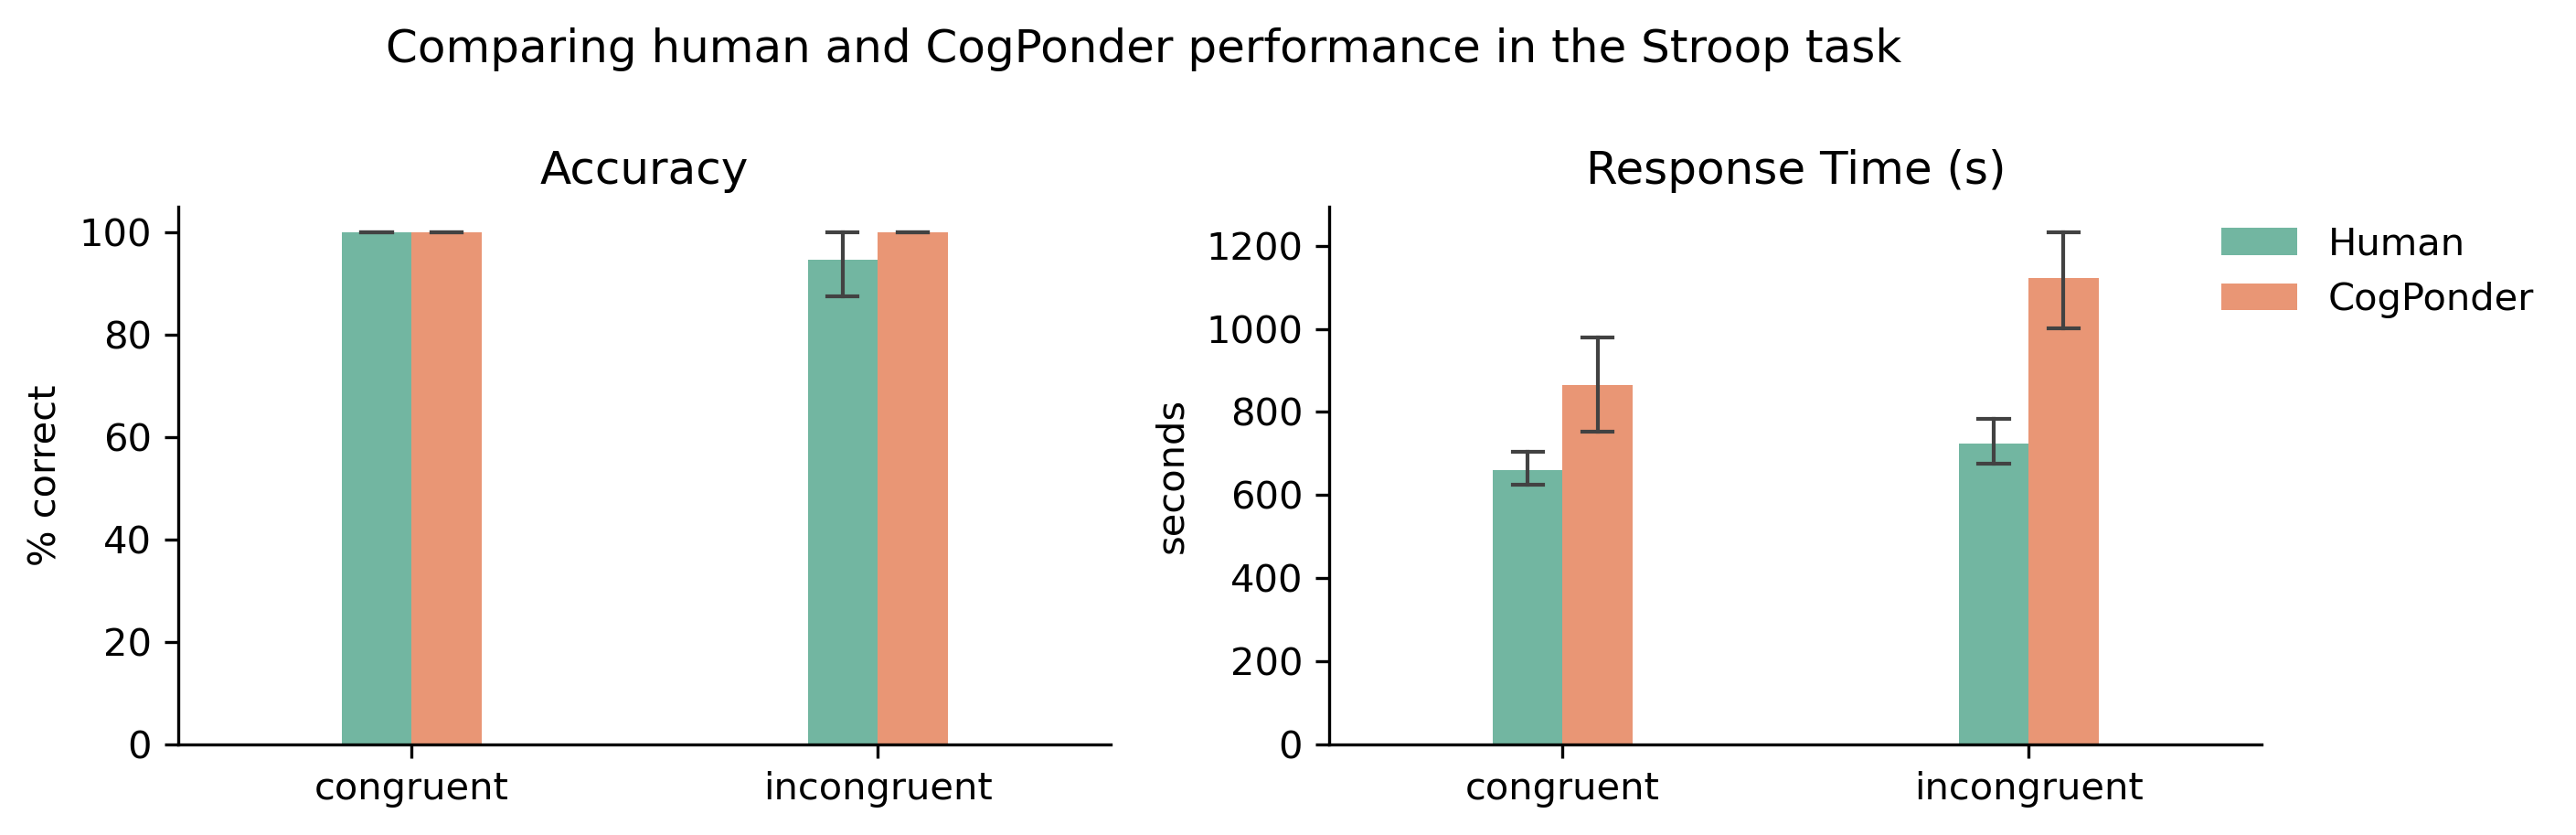 Comparing human and CogPonder performance in the Stroop task
Accuracy
% correct
100
80
60
40
20
0
congruent incongruent
Response Time (s)
seconds
1200
1000
800
600
400
200
0
congruent incongruent
Human
CogPonder